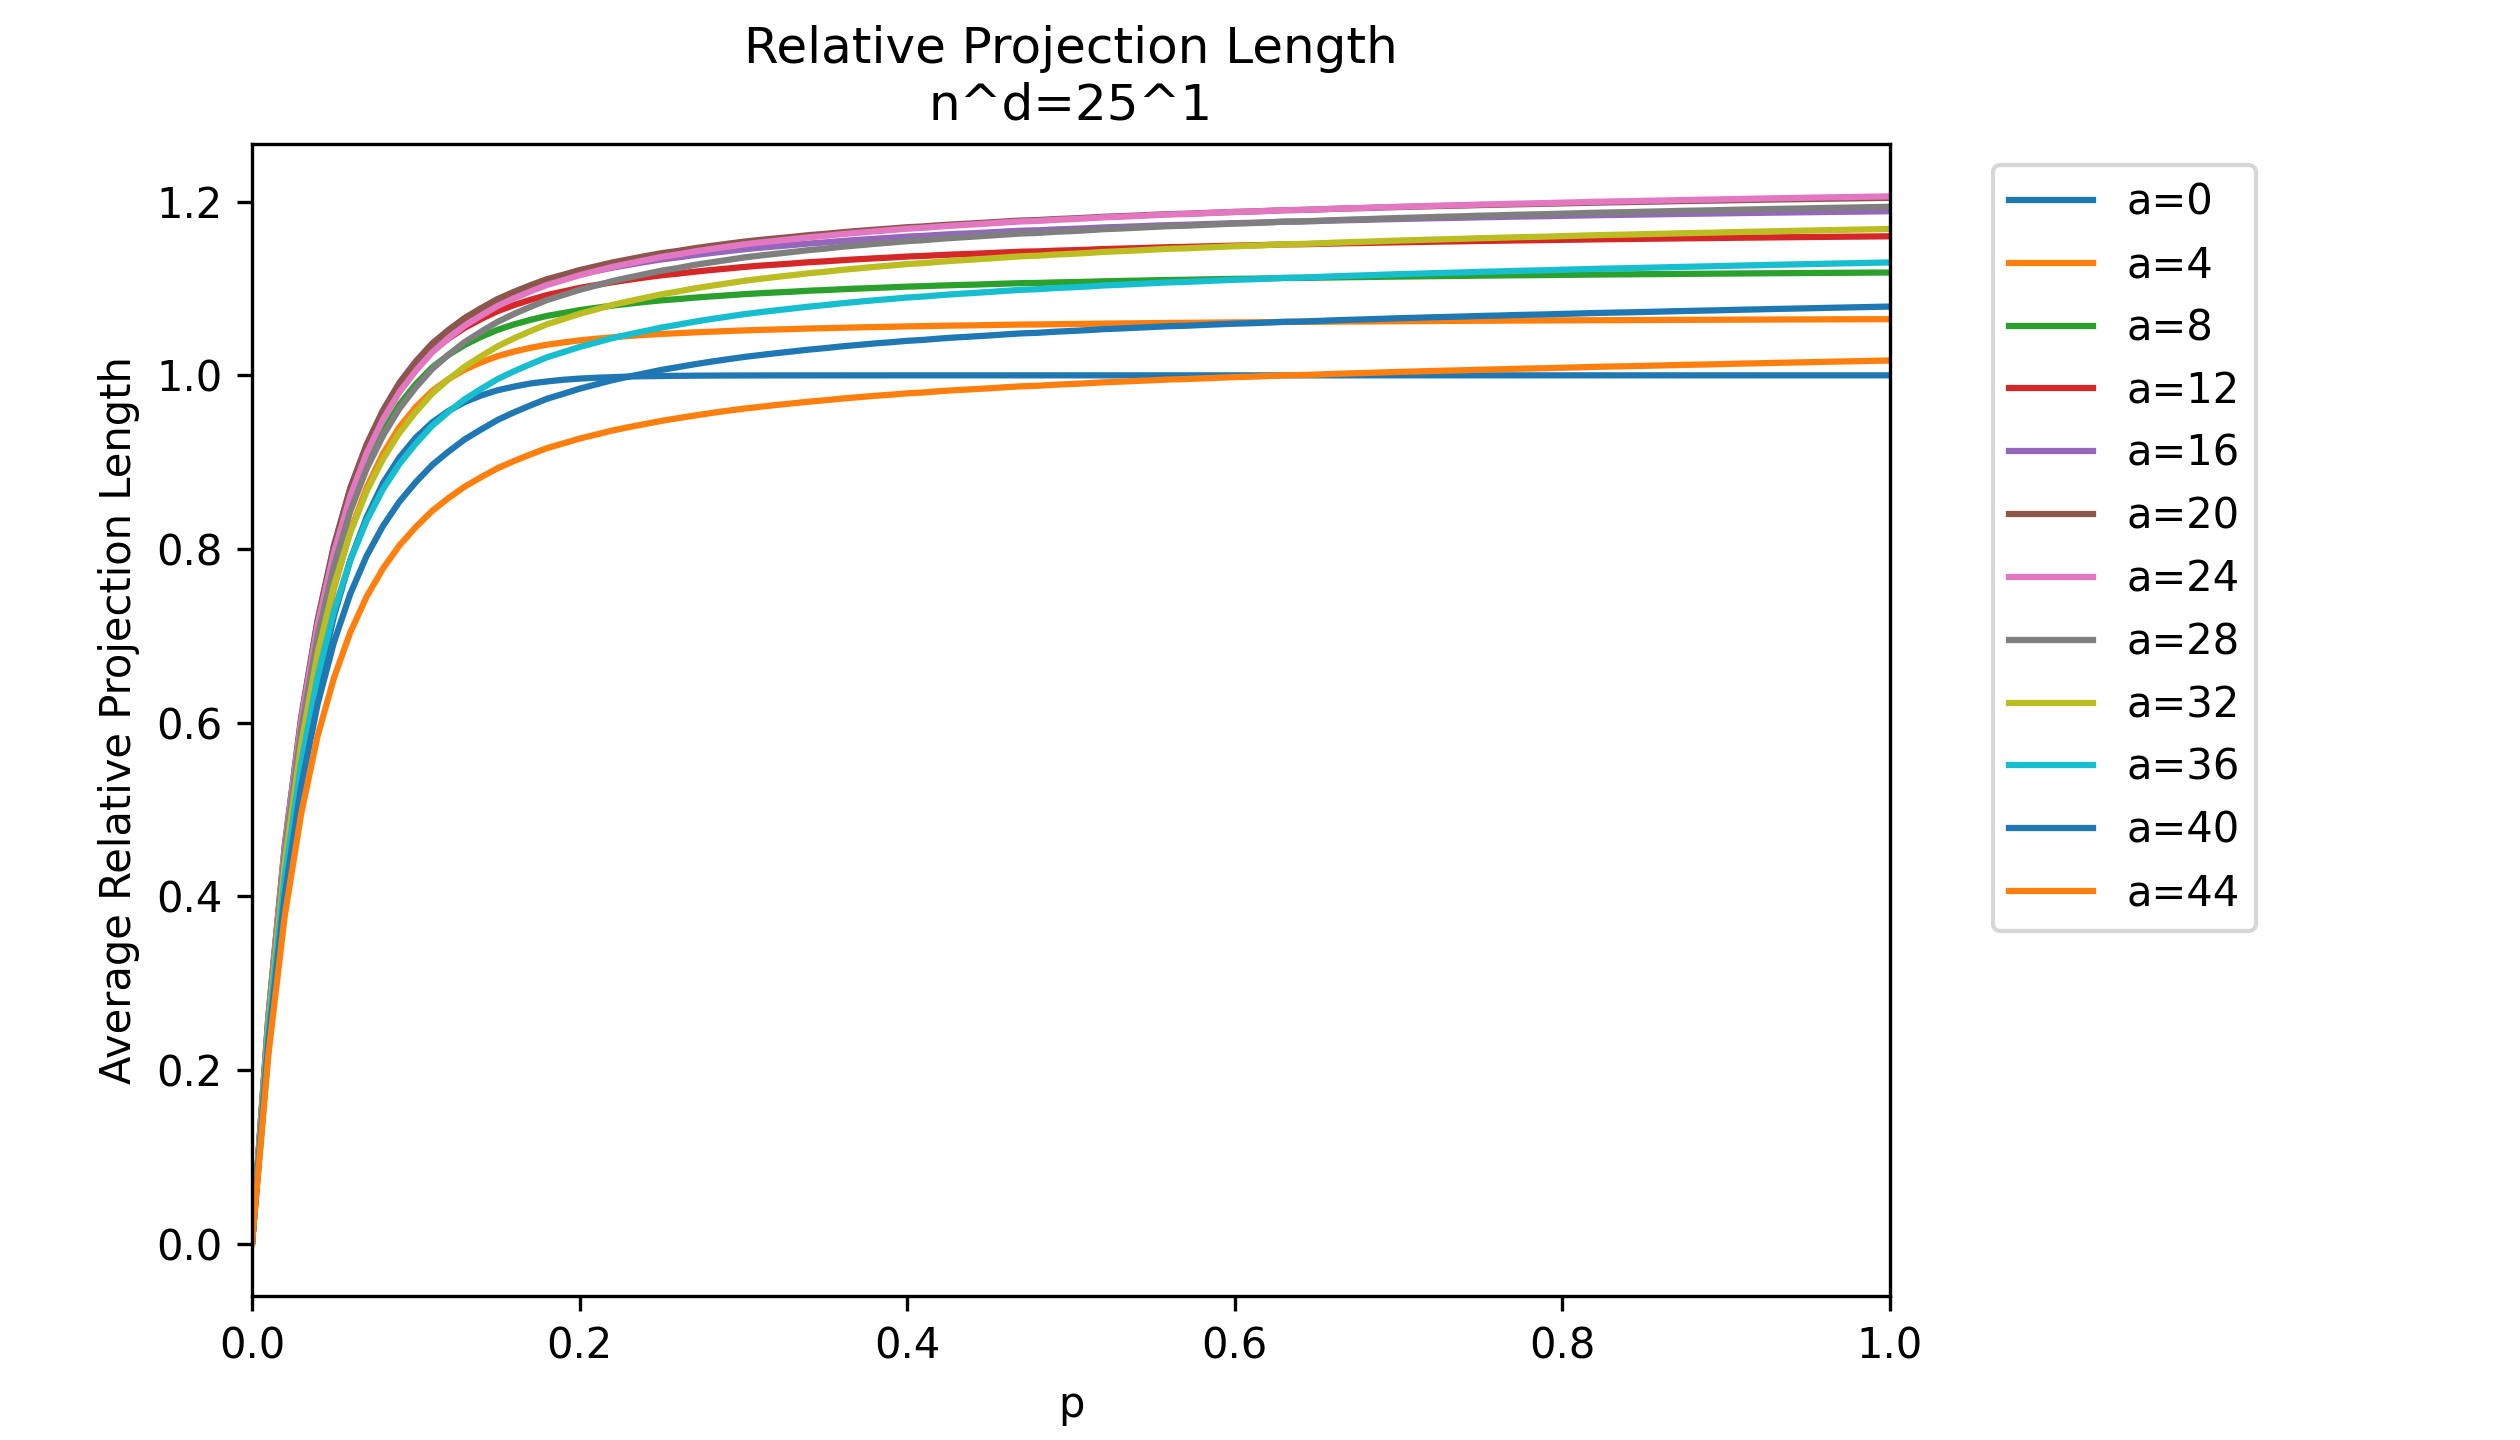 Relative Projection Length
n^d=25^1
Average Relative Projection Length
1.2
1.0
0.8
0.6
0.4
0.2
0.0
0.0 0.2 0.4 0.6 0.8 1.0
p
a=0
a=4
a=8
a=12
a=16
a=20
a=24
a=28
a=32
a=36
a=40
a=44